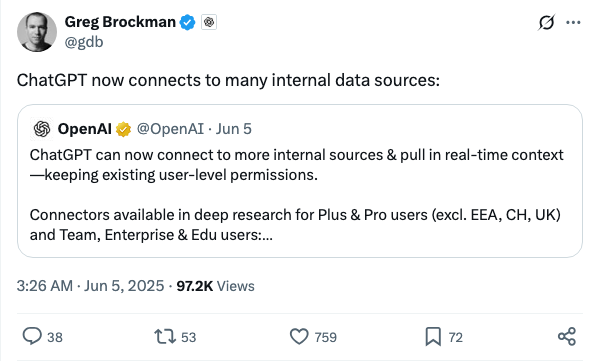 Greg Brockman
@gdb
ChatGPT now connects to many internal data sources:
OpenAI @OpenAI · Jun 5
ChatGPT can now connect to more internal sources & pull in real-time context
—keeping existing user-level permissions.
Connectors available in deep research for Plus & Pro users (excl. EEA, CH, UK)
and Team, Enterprise & Edu users:...
3:26 AM · Jun 5, 2025 · 97.2K Views
38 53 759 72